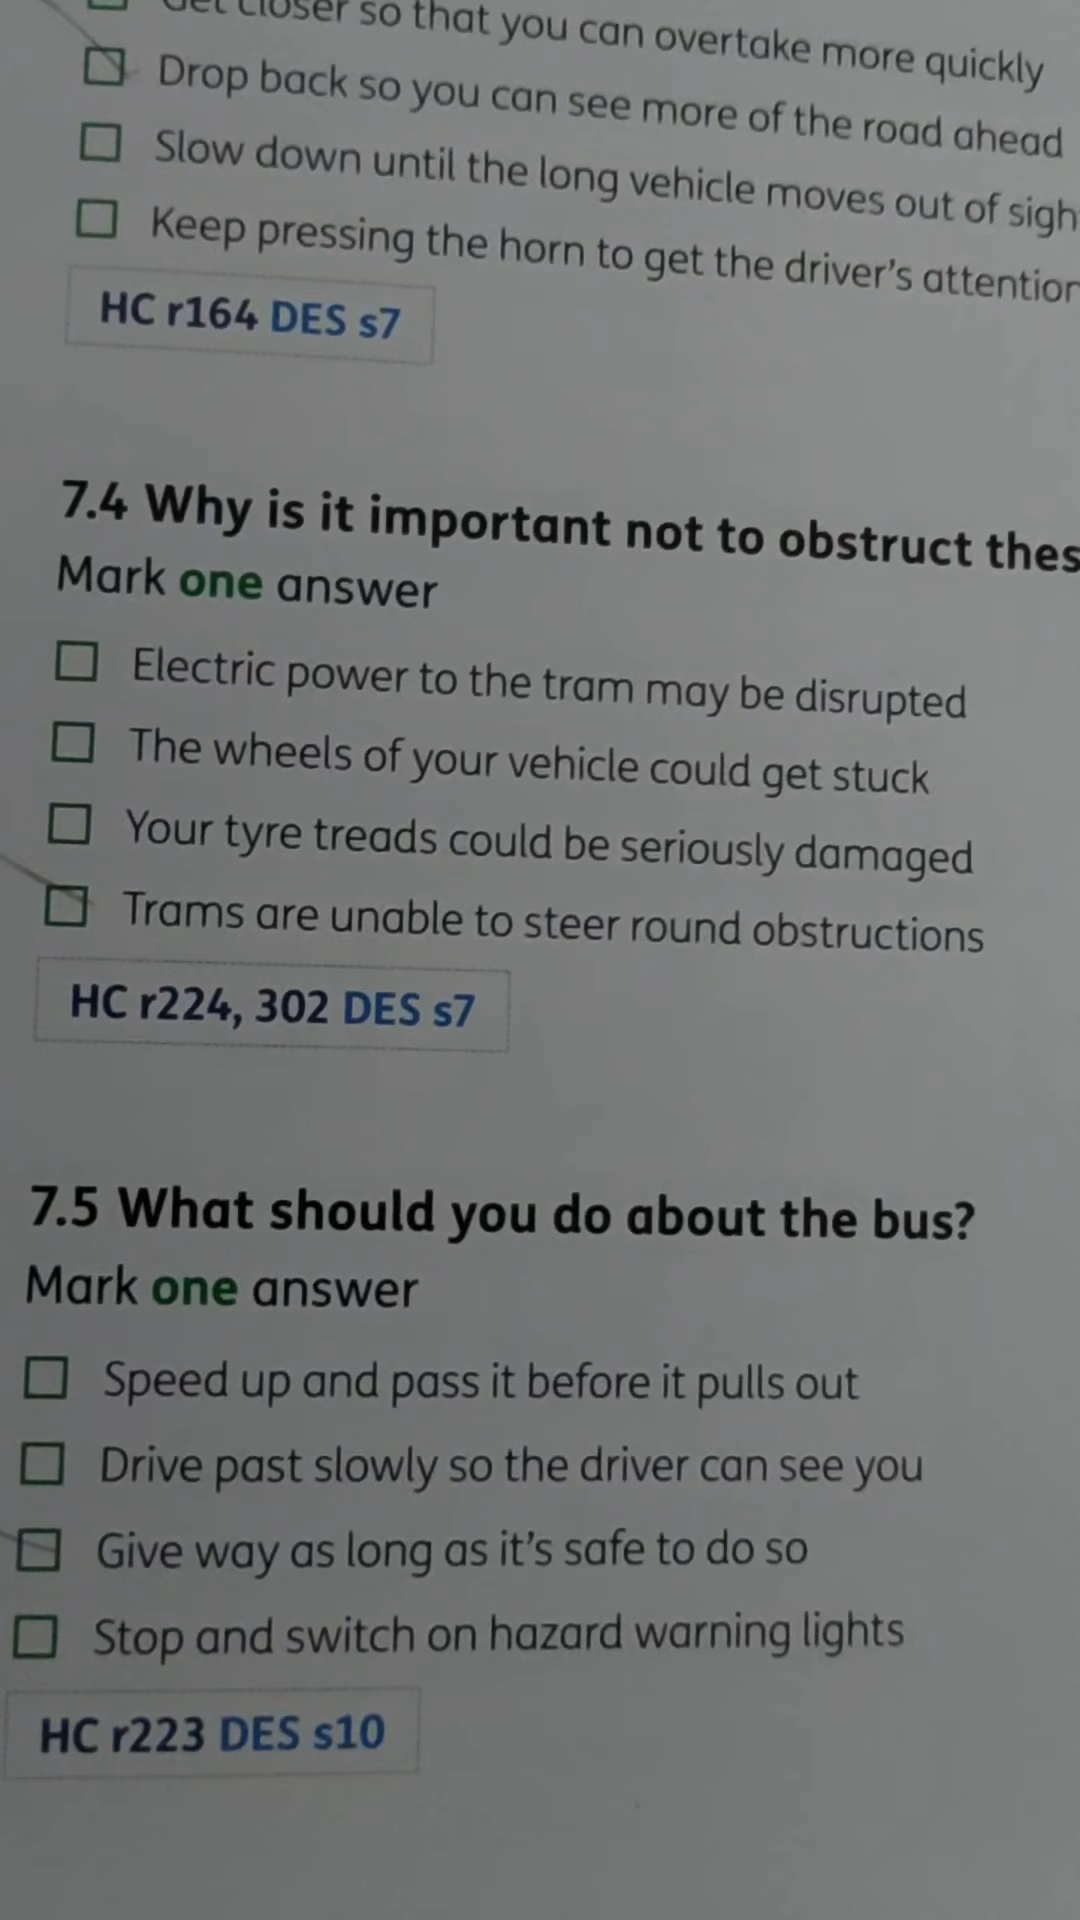 Get closer so that you can overtake more quickly
Drop back so you can see more of the road ahead
Slow down until the long vehicle moves out of sigh
Keep pressing the horn to get the driver's attention
HC r164 DES s7
7.4 Why is it important not to obstruct thes
Mark one answer
Electric power to the tram may be disrupted
The wheels of your vehicle could get stuck
Your tyre treads could be seriously damaged
Trams are unable to steer round obstructions
HC r224, 302 DES s7
7.5 What should you do about the bus?
Mark one answer
Speed up and pass it before it pulls out
Drive past slowly so the driver can see you
Give way as long as it's safe to do so
Stop and switch on hazard warning lights
HC r223 DES s10